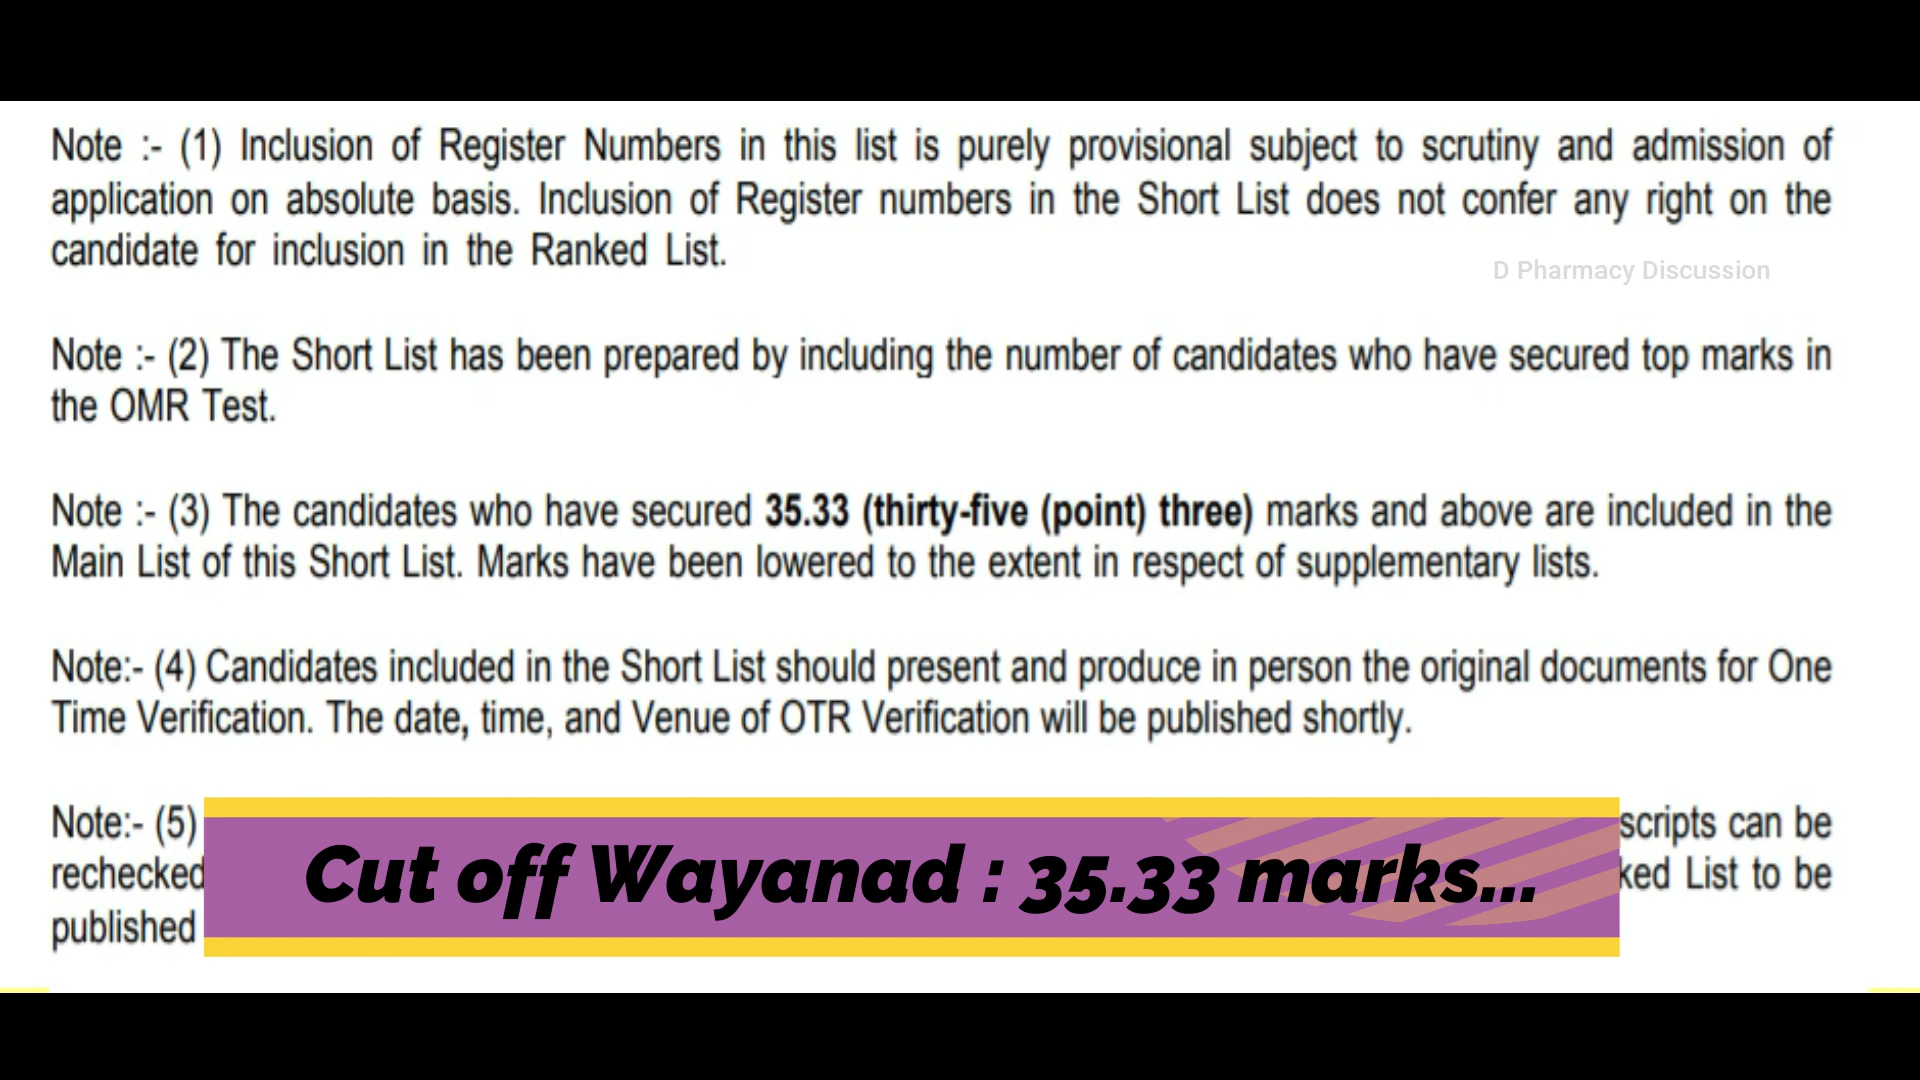 Note :- (1) Inclusion of Register Numbers in this list is purely provisional subject to scrutiny and admission of
application on absolute basis. Inclusion of Register numbers in the Short List does not confer any right on the
candidate for inclusion in the Ranked List.
D Pharmacy Discussion
Note :- (2) The Short List has been prepared by including the number of candidates who have secured top marks in
the OMR Test.
Note :- (3) The candidates who have secured 35.33 (thirty-five (point) three) marks and above are included in the
Main List of this Short List. Marks have been lowered to the extent in respect of supplementary lists.
Note:- (4) Candidates included in the Short List should present and produce in person the original documents for One
Time Verification. The date, time, and Venue of OTR Verification will be published shortly.
Note:- (5) scripts can be
rechecked List to be
published
Cut off Wayanad : 35.33 marks...